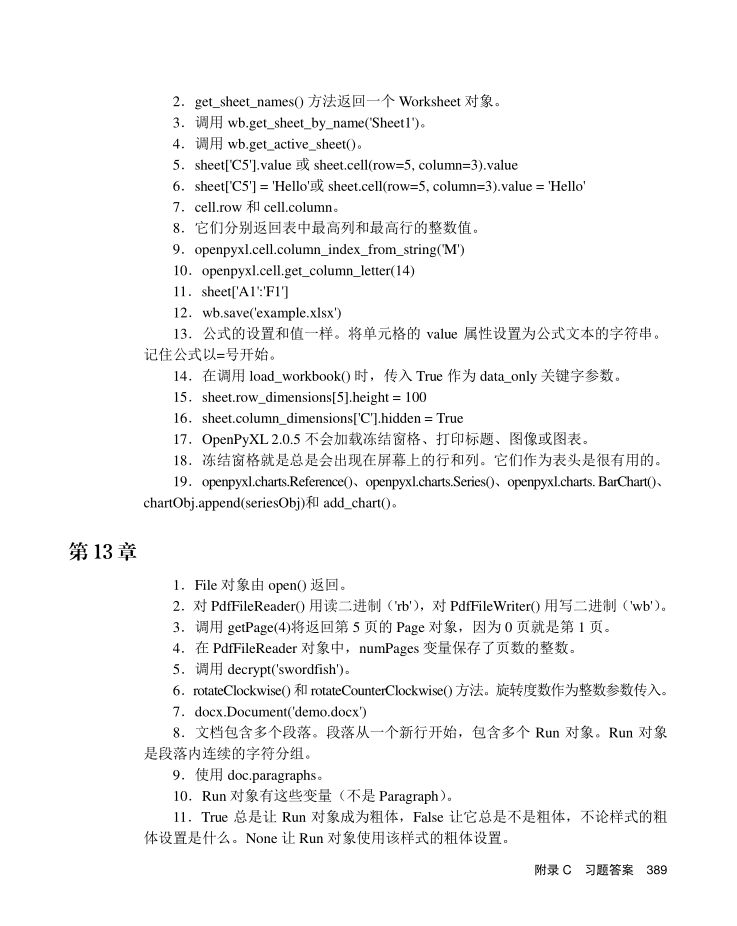 2．get_sheet_names() 方法返回一个 Worksheet 对象。
3．调用 wb.get_sheet_by_name('Sheet1')。
4．调用 wb.get_active_sheet()。
5．sheet['C5'].value 或 sheet.cell(row=5, column=3).value
6．sheet['C5'] = 'Hello'或 sheet.cell(row=5, column=3).value = 'Hello'
7．cell.row 和 cell.column。
8．它们分别返回表中最高列和最高行的整数值。
9．openpyxl.cell.column_index_from_string('M')
10．openpyxl.cell.get_column_letter(14)
11．sheet['A1':'F1']
12．wb.save('example.xlsx')
13．公式的设置和值一样。将单元格的 value 属性设置为公式文本的字符串。
记住公式以=号开始。
14．在调用 load_workbook() 时，传入 True 作为 data_only 关键字参数。
15．sheet.row_dimensions[5].height = 100
16．sheet.column_dimensions['C'].hidden = True
17．OpenPyXL 2.0.5 不会加载冻结窗格、打印标题、图像或图表。
18．冻结窗格就是总是会出现在屏幕上的行和列。它们作为表头是很有用的。
19．openpyxl.charts.Reference()、openpyxl.charts.Series()、openpyxl.charts. BarChart()、
chartObj.append(seriesObj)和 add_chart()。
第 13 章
1．File 对象由 open() 返回。
2．对 PdfFileReader() 用读二进制（'rb'），对 PdfFileWriter() 用写二进制（'wb'）。
3．调用 getPage(4)将返回第 5 页的 Page 对象，因为 0 页就是第 1 页。
4．在 PdfFileReader 对象中，numPages 变量保存了页数的整数。
5．调用 decrypt('swordfish')。
6．rotateClockwise() 和 rotateCounterClockwise() 方法。旋转度数作为整数参数传入。
7．docx.Document('demo.docx')
8．文档包含多个段落。段落从一个新行开始，包含多个 Run 对象。Run 对象
是段落内连续的字符分组。
9．使用 doc.paragraphs。
10．Run 对象有这些变量（不是 Paragraph）。
11．True 总是让 Run 对象成为粗体，False 让它总是不是粗体，不论样式的粗
体设置是什么。None 让 Run 对象使用该样式的粗体设置。
附录 C 习题答案 389